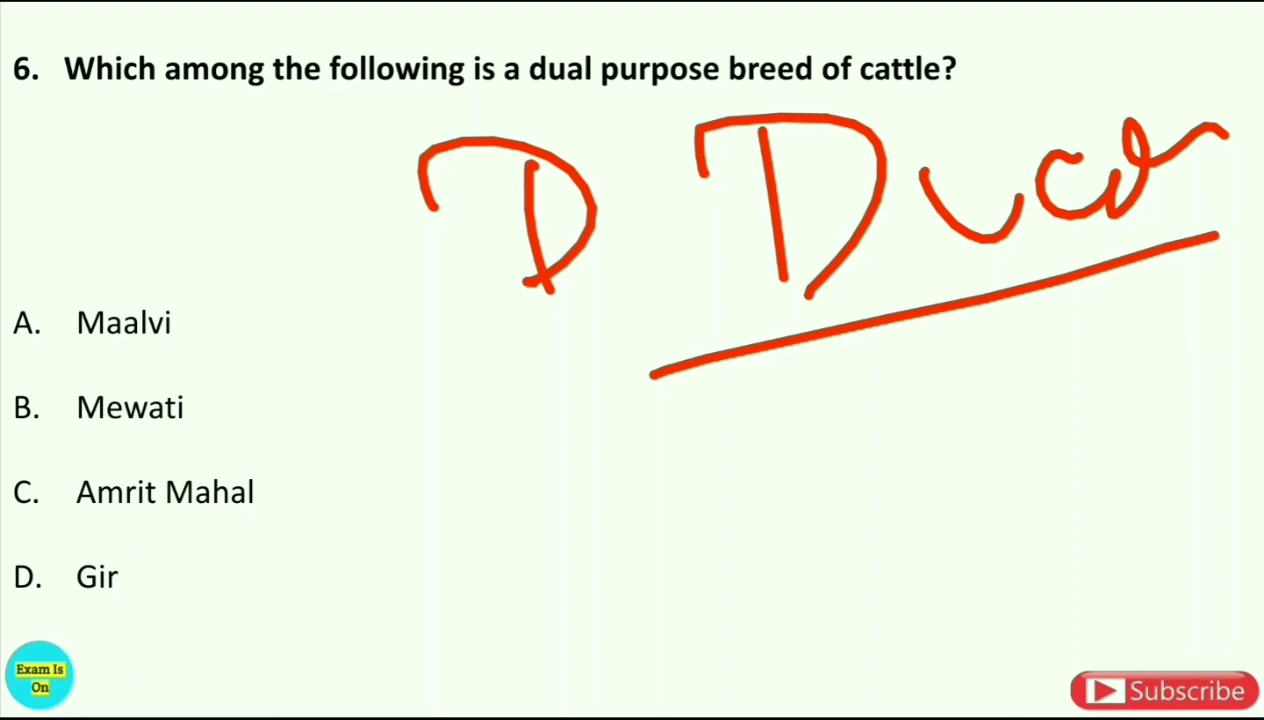 6. Which among the following is a dual purpose breed of cattle?
D Dual
A. Maalvi
B. Mewati
C. Amrit Mahal
D. Gir
Exam Is
On
Subscribe